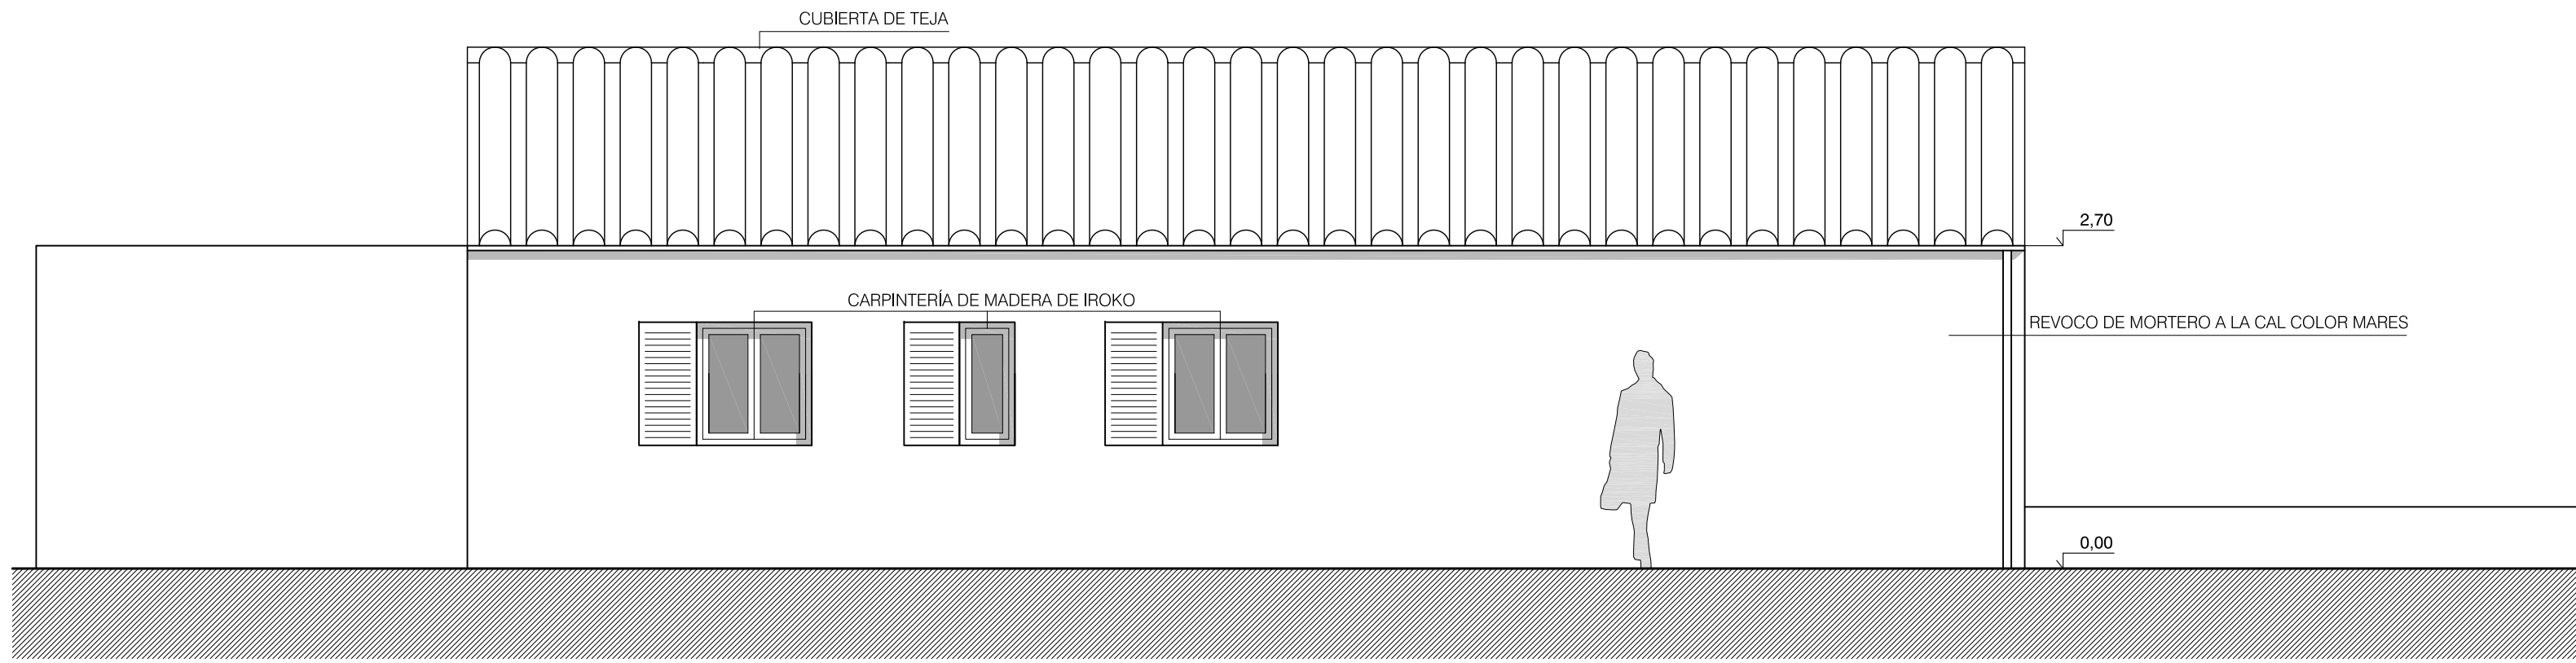 CUBIERTA DE TEJA
2,70
CARPINTERÍA DE MADERA DE IROKO
REVOCO DE MORTERO A LA CAL COLOR MARES
0,00